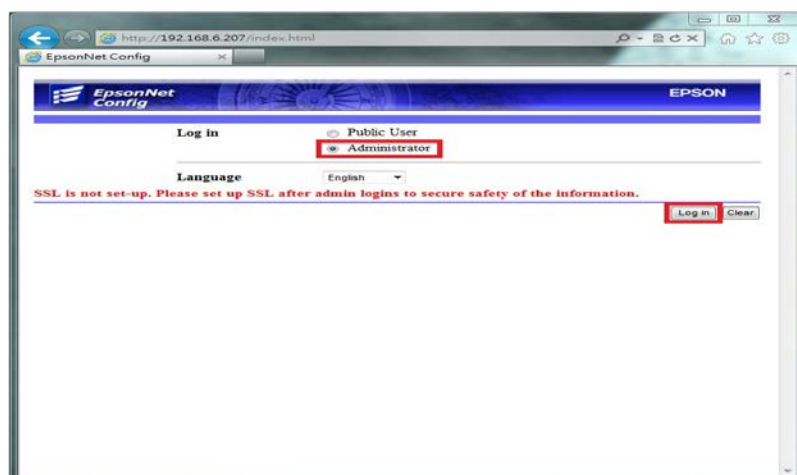 http://192.168.6.207/index.html
EpsonNet Config
EpsonNet
Config
EPSON
Log in
Public User
Administrator
Language
English
SSL is not set-up. Please set up SSL after admin logins to secure safety of the information.
Log in
Clear